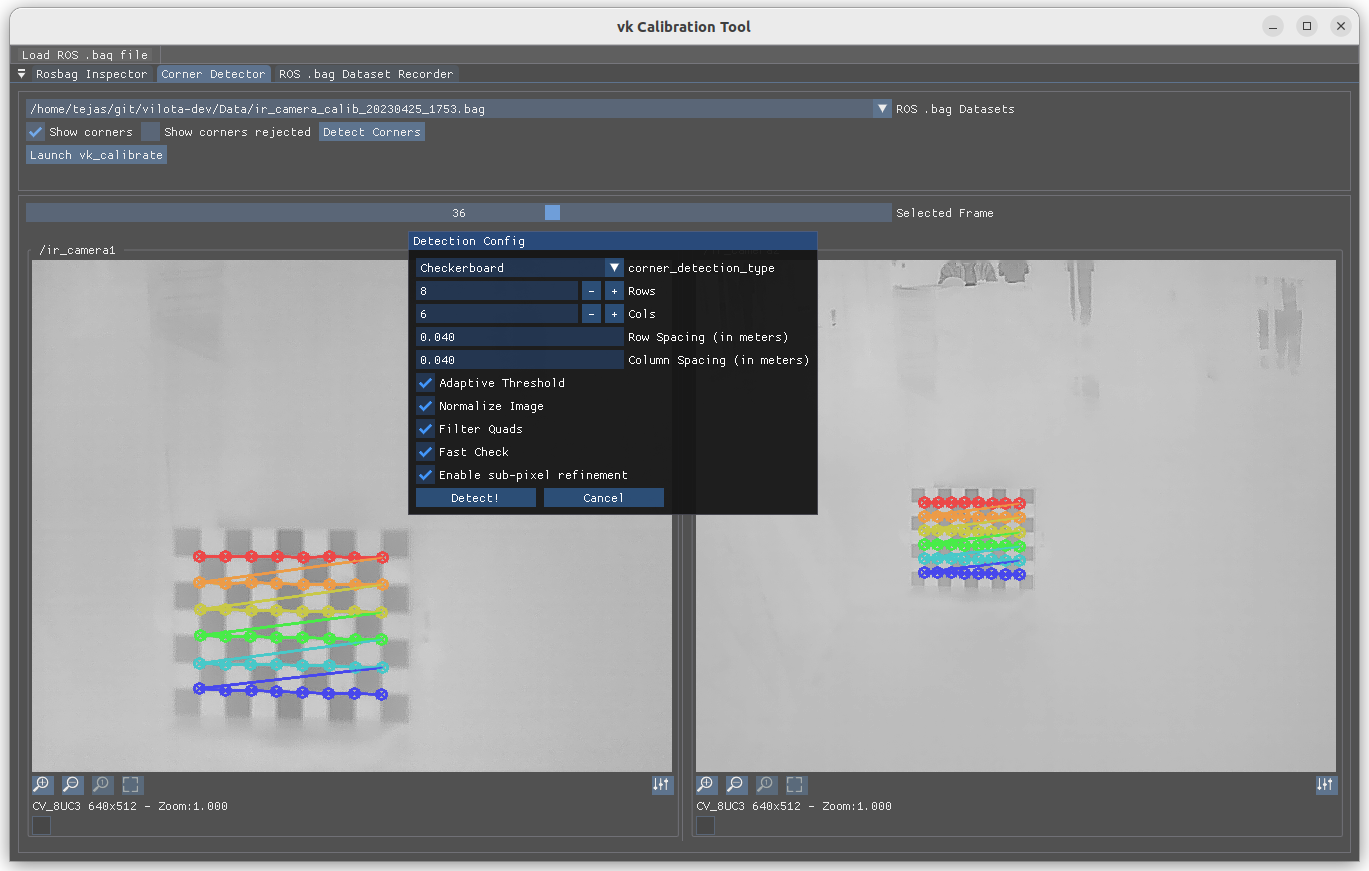 vk Calibration Tool
Load ROS .bag file
Rosbag Inspector Corner Detector ROS .bag Dataset Recorder
/home/tejas/git/vilota-dev/Data/ir_camera_calib_20230425_1753.bag ROS .bag Datasets
Show corners Show corners rejected Detect Corners
Launch vk_calibrate
36 Selected Frame
/ir_camera1
Detection Config
Checkerboard corner_detection_type
8 - + Rows
6 - + Cols
0.040 Row Spacing (in meters)
0.040 Column Spacing (in meters)
Adaptive Threshold
Normalize Image
Filter Quads
Fast Check
Enable sub-pixel refinement
Detect! Cancel
CV_8UC3 640x512 - Zoom:1.000 CV_8UC3 640x512 - Zoom:1.000